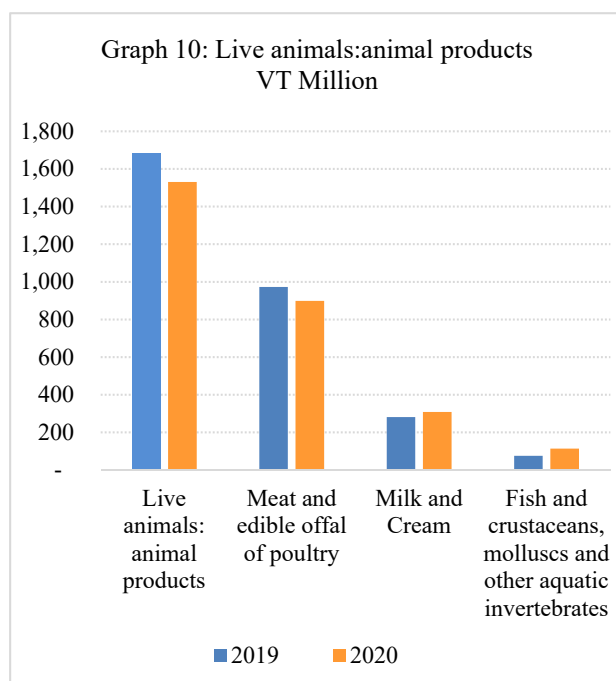 Graph 10: Live animals:animal products
VT Million
1,800
1,600
1,400
1,200
1,000
800
600
400
200
-
Live
animals:
animal
products
Meat and
edible offal
of poultry
Milk and
Cream
Fish and
crustaceans,
molluscs and
other aquatic
invertebrates
2019
2020